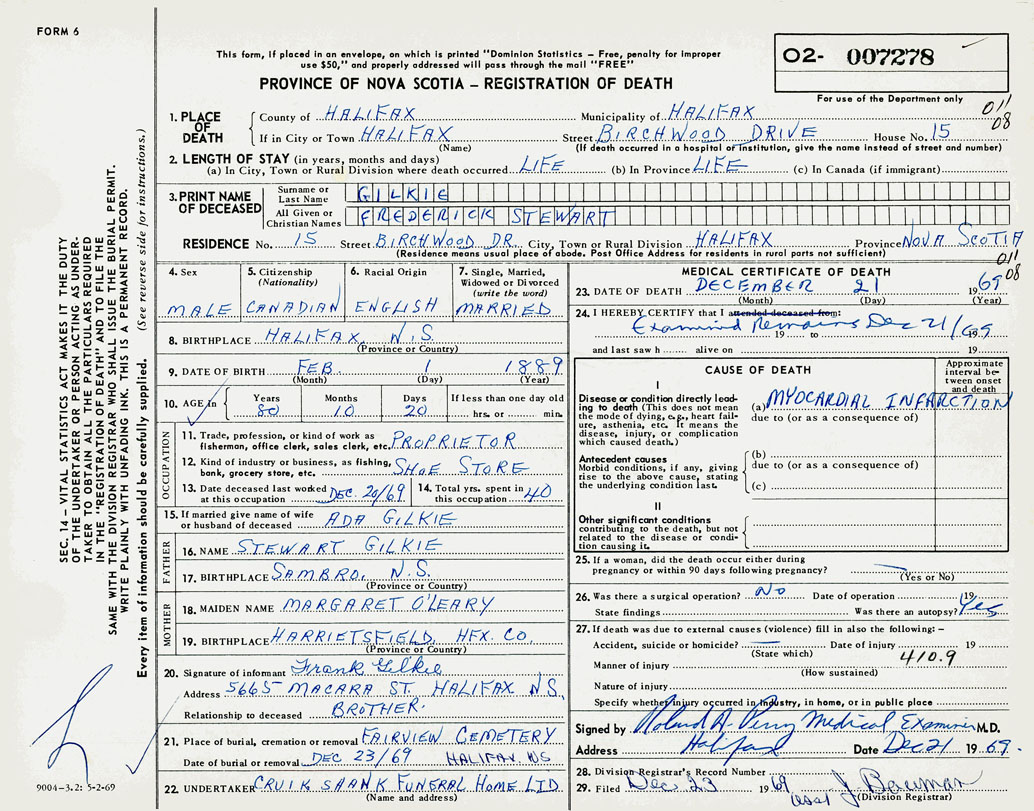 FORM 6
This form, if placed in an envelope, on which is printed "Dominion Statistics – Free, penalty for improper
use $50," and properly addressed will pass through the mail "FREE"
PROVINCE OF NOVA SCOTIA – REGISTRATION OF DEATH
02- 007278
For use of the Department only
011
08
1. PLACE OF DEATH
County of HALIFAX Municipality of HALIFAX
If in City or Town HALIFAX Street BIRCHWOOD DRIVE House No. 15
(Name) (If death occurred in a hospital or institution, give the name instead of street and number)
2. LENGTH OF STAY (in years, months and days)
(a) In City, Town or Rural Division where death occurred LIFE (b) In Province LIFE (c) In Canada (if immigrant)
3. PRINT NAME OF DECEASED
Surname or Last Name GILKIE
All Given or Christian Names FREDERICK STEWART
RESIDENCE No. 15 Street BIRCHWOOD DR. City, Town or Rural Division HALIFAX Province NOVA SCOTIA
(Residence means usual place of abode. Post Office Address for residents in rural parts not sufficient)
011
08
4. Sex MALE
5. Citizenship (Nationality) CANADIAN
6. Racial Origin ENGLISH
7. Single, Married, Widowed or Divorced (write the word) MARRIED
8. BIRTHPLACE HALIFAX, N.S.
(Province or Country)
9. DATE OF BIRTH FEB 1 1889
(Month) (Day) (Year)
10. AGE in Years 80 Months 10 Days 20 If less than one day old hrs. or min.
OCCUPATION
11. Trade, profession, or kind of work as fisherman, office clerk, sales clerk, etc. PROPRIETOR
12. Kind of industry or business, as fishing, bank, grocery store, etc. SHOE STORE
13. Date deceased last worked at this occupation DEC. 20/69 14. Total yrs. spent in this occupation 40
15. If married give name of wife or husband of deceased ADA GILKIE
FATHER
16. NAME STEWART GILKIE
17. BIRTHPLACE SAMBRO, N.S.
(Province or Country)
MOTHER
18. MAIDEN NAME MARGARET O'LEARY
19. BIRTHPLACE HARRIETSFIELD, HFX. CO.
(Province or Country)
20. Signature of informant Frank Gilkie
Address 5665 MACARA ST. HALIFAX N.S.
Relationship to deceased BROTHER.
21. Place of burial, cremation or removal FAIRVIEW CEMETERY
Date of burial or removal DEC 23/69 HALIFAX NS
22. UNDERTAKER CRUIKSHANK FUNERAL HOME LTD
(Name and address)
MEDICAL CERTIFICATE OF DEATH
23. DATE OF DEATH DECEMBER 21 1969
(Month) (Day) (Year)
24. I HEREBY CERTIFY that I attended deceased from:
Examined Remains Dec 21/69
19 to 19
and last saw h alive on 19
CAUSE OF DEATH
Approximate interval between onset and death
I
Disease or condition directly leading to death (This does not mean the mode of dying, e.g., heart failure, asthenia, etc. It means the disease, injury, or complication which caused death.)
(a) MYOCARDIAL INFARCTION
due to (or as a consequence of)
Antecedent causes
Morbid conditions, if any, giving rise to the above cause, stating the underlying condition last.
(b)
due to (or as a consequence of)
(c)
II
Other significant conditions contributing to the death, but not related to the disease or condition causing it.
25. If a woman, did the death occur either during pregnancy or within 90 days following pregnancy?
(Yes or No)
26. Was there a surgical operation? No Date of operation 19
State findings Was there an autopsy? Yes
27. If death was due to external causes (violence) fill in also the following: –
Accident, suicide or homicide? Date of injury 19
(State which)
410.9
Manner of injury
(How sustained)
Nature of injury
Specify whether injury occurred in industry, in home, or in public place
Signed by Roland A. Perry Medical Examiner M.D.
Address Halifax Date Dec 21 1969.
28. Division Registrar's Record Number
29. Filed Dec 23 1969 J. Bowman
(Division Registrar)
SEC. 14 – VITAL STATISTICS ACT MAKES IT THE DUTY
OF THE UNDERTAKER OR PERSON ACTING AS UNDER-
TAKER TO OBTAIN ALL THE PARTICULARS REQUIRED
IN THE "REGISTRATION OF DEATH" AND TO FILE THE
SAME WITH THE DIVISION REGISTRAR WHO SHALL ISSUE THE BURIAL PERMIT.
WRITE PLAINLY WITH UNFADING INK. THIS IS A PERMANENT RECORD.
Every item of information should be carefully supplied. (See reverse side for instructions.)
9004–3.2: 5-2-69